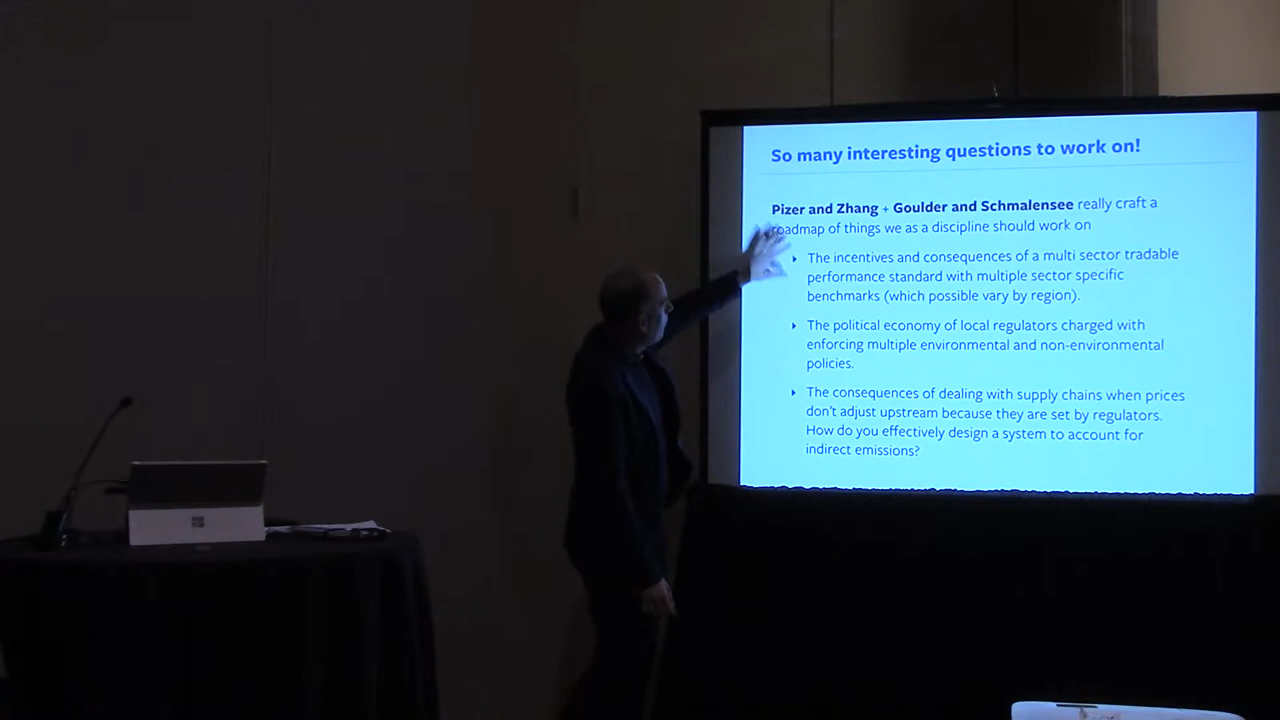 So many interesting questions to work on!
Pizer and Zhang + Goulder and Schmalensee really craft a
roadmap of things we as a discipline should work on
The incentives and consequences of a multi sector tradable
performance standard with multiple sector specific
benchmarks (which possible vary by region).
The political economy of local regulators charged with
enforcing multiple environmental and non-environmental
policies.
The consequences of dealing with supply chains when prices
don't adjust upstream because they are set by regulators.
How do you effectively design a system to account for
indirect emissions?